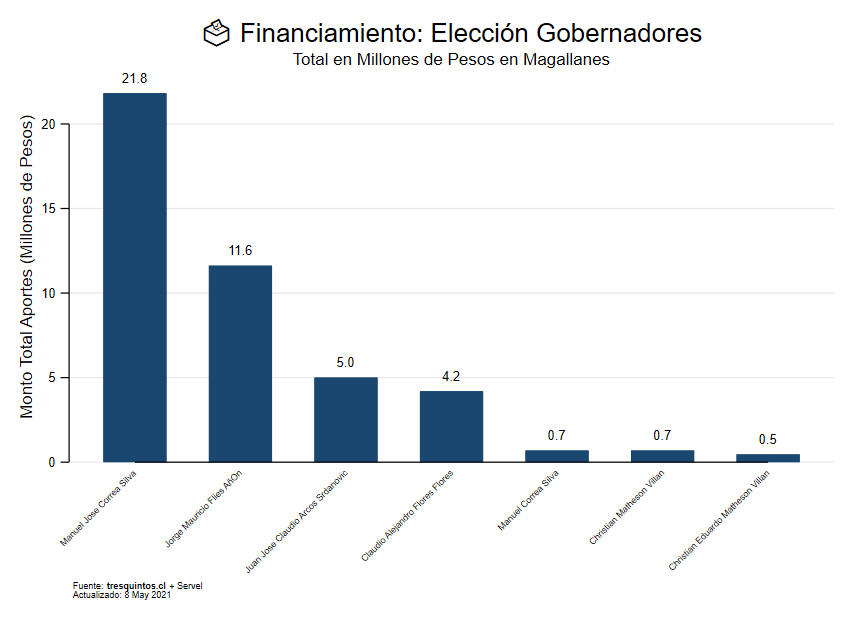 Financiamiento: Elección Gobernadores
Total en Millones de Pesos en Magallanes
Monto Total Aportes (Millones de Pesos)
20
15
10
5
0
21.8
11.6
5.0
4.2
0.7
0.7
0.5
Manuel Jose Correa Silva
Jorge Mauricio Flies AñOn
Juan Jose Claudio Arcos Srdanovic
Claudio Alejandro Flores Flores
Manuel Correa Silva
Christian Matheson Villan
Christian Eduardo Matheson Villan
Fuente: tresquintos.cl + Servel
Actualizado: 8 May 2021